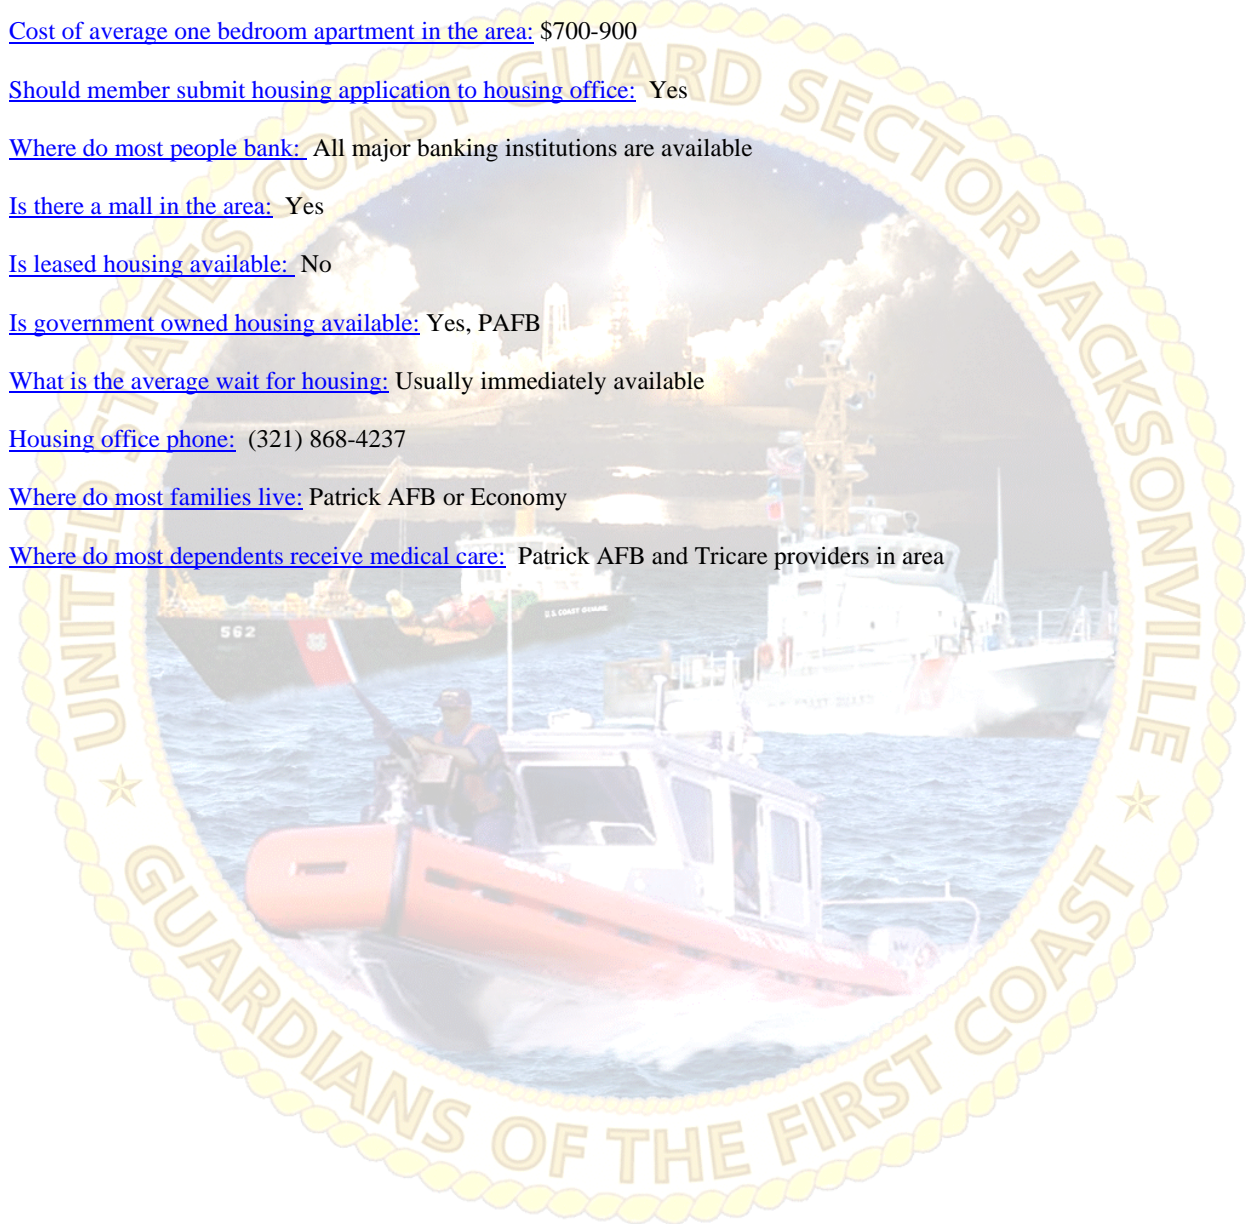 Cost of average one bedroom apartment in the area: $700-900
Should member submit housing application to housing office: Yes
Where do most people bank: All major banking institutions are available
Is there a mall in the area: Yes
Is leased housing available: No
Is government owned housing available: Yes, PAFB
What is the average wait for housing: Usually immediately available
Housing office phone: (321) 868-4237
Where do most families live: Patrick AFB or Economy
Where do most dependents receive medical care: Patrick AFB and Tricare providers in area
UNITED STATES COAST GUARD SECTOR JACKSONVILLE
562
U.S. COAST GUARD
COAST GUARD
GUARDIANS OF THE FIRST COAST